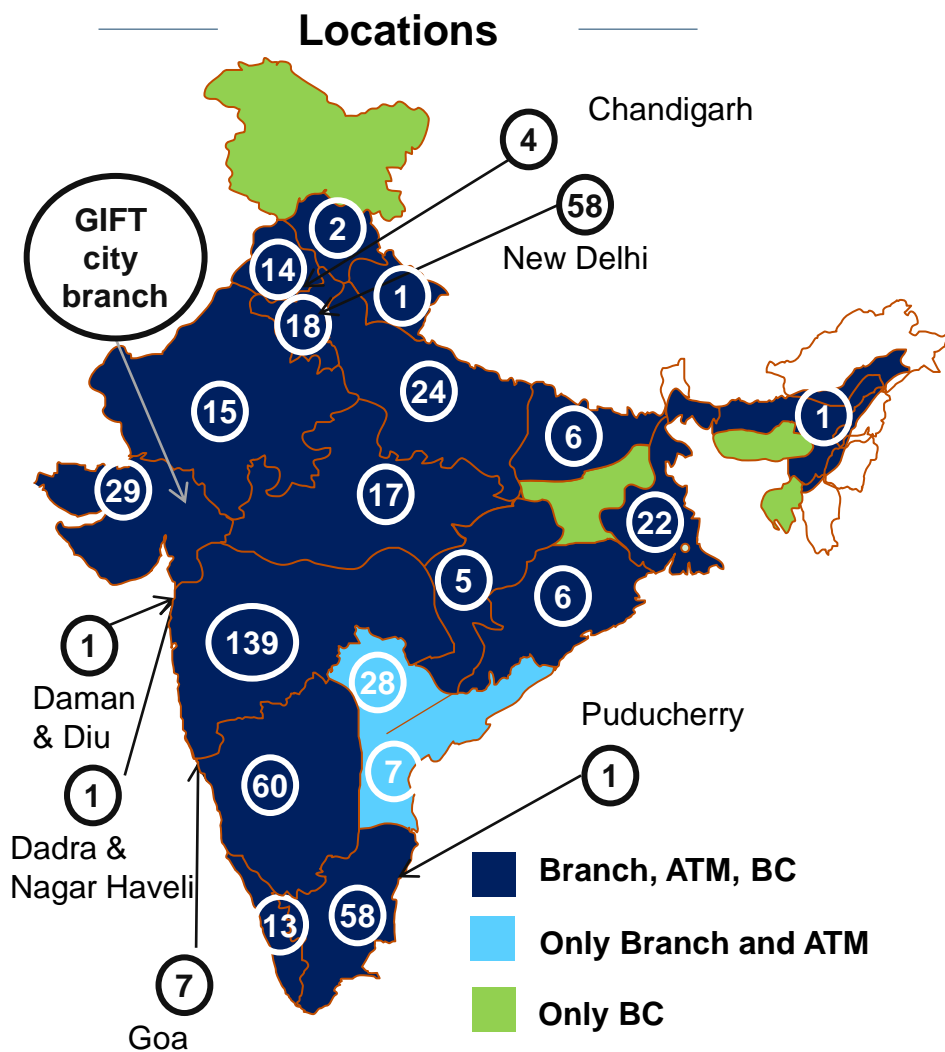 Locations
Chandigarh
4
58
New Delhi
GIFT
city
branch
2
14
1
18
15
24
6
1
29
17
22
5
6
139
28
1
Daman
& Diu
Puducherry
1
7
60
1
Dadra &
Nagar Haveli
13
58
7
Goa
Branch, ATM, BC
Only Branch and ATM
Only BC